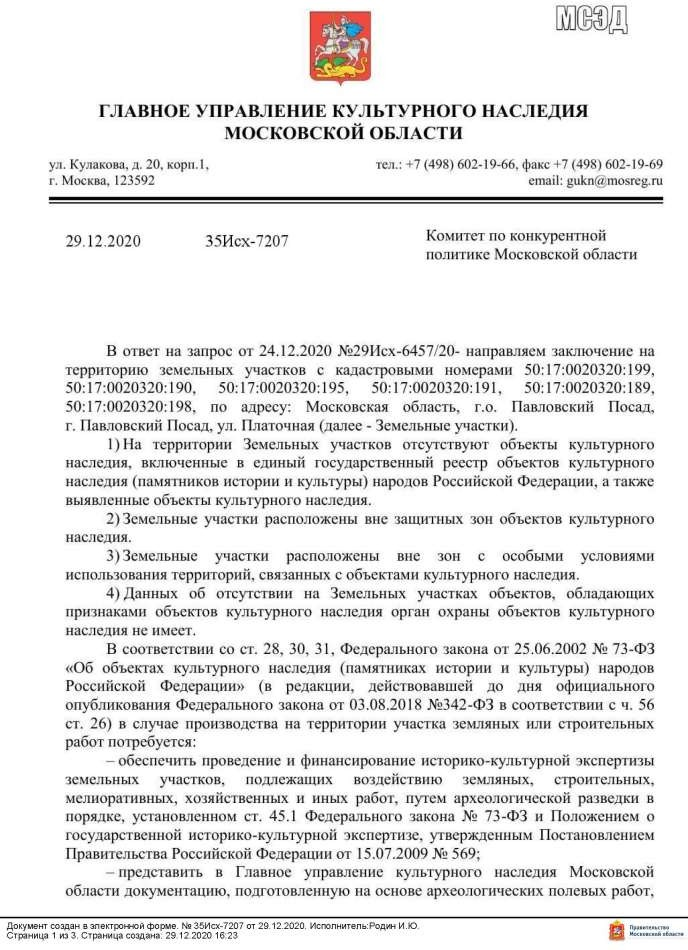 МСЭД
ГЛАВНОЕ УПРАВЛЕНИЕ КУЛЬТУРНОГО НАСЛЕДИЯ
МОСКОВСКОЙ ОБЛАСТИ
ул. Кулакова, д. 20, корп.1, тел.: +7 (498) 602-19-66, факс +7 (498) 602-19-69
г. Москва, 123592 email: gukn@mosreg.ru
29.12.2020 35Исх-7207 Комитет по конкурентной
политике Московской области
В ответ на запрос от 24.12.2020 №29Исх-6457/20- направляем заключение на
территорию земельных участков с кадастровыми номерами 50:17:0020320:199,
50:17:0020320:190, 50:17:0020320:195, 50:17:0020320:191, 50:17:0020320:189,
50:17:0020320:198, по адресу: Московская область, г.о. Павловский Посад,
г. Павловский Посад, ул. Платочная (далее - Земельные участки).
1) На территории Земельных участков отсутствуют объекты культурного
наследия, включенные в единый государственный реестр объектов культурного
наследия (памятников истории и культуры) народов Российской Федерации, а также
выявленные объекты культурного наследия.
2) Земельные участки расположены вне защитных зон объектов культурного
наследия.
3) Земельные участки расположены вне зон с особыми условиями
использования территорий, связанных с объектами культурного наследия.
4) Данных об отсутствии на Земельных участках объектов, обладающих
признаками объектов культурного наследия орган охраны объектов культурного
наследия не имеет.
В соответствии со ст. 28, 30, 31, Федерального закона от 25.06.2002 № 73-ФЗ
«Об объектах культурного наследия (памятниках истории и культуры) народов
Российской Федерации» (в редакции, действовавшей до дня официального
опубликования Федерального закона от 03.08.2018 №342-ФЗ в соответствии с ч. 56
ст. 26) в случае производства на территории участка земляных или строительных
работ потребуется:
– обеспечить проведение и финансирование историко-культурной экспертизы
земельных участков, подлежащих воздействию земляных, строительных,
мелиоративных, хозяйственных и иных работ, путем археологической разведки в
порядке, установленном ст. 45.1 Федерального закона № 73-ФЗ и Положением о
государственной историко-культурной экспертизе, утвержденным Постановлением
Правительства Российской Федерации от 15.07.2009 № 569;
– представить в Главное управление культурного наследия Московской
области документацию, подготовленную на основе археологических полевых работ,
Документ создан в электронной форме. № 35Исх-7207 от 29.12.2020. Исполнитель:Родин И.Ю.
Страница 1 из 3. Страница создана: 29.12.2020 16:23
Правительство
Московской области